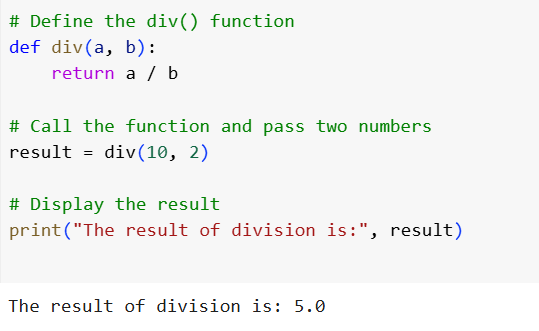 # Define the div() function
def div(a, b):
    return a / b
# Call the function and pass two numbers
result = div(10, 2)
# Display the result
print("The result of division is:", result)
The result of division is: 5.0